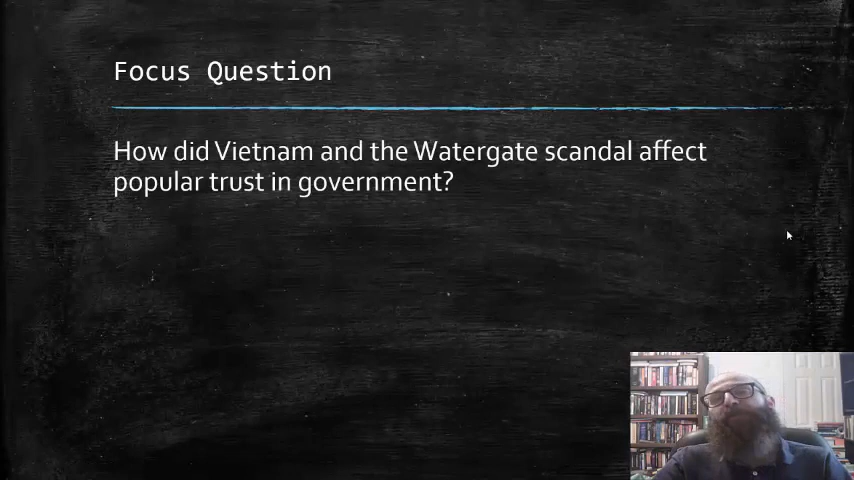 Focus Question
How did Vietnam and the Watergate scandal affect
popular trust in government?